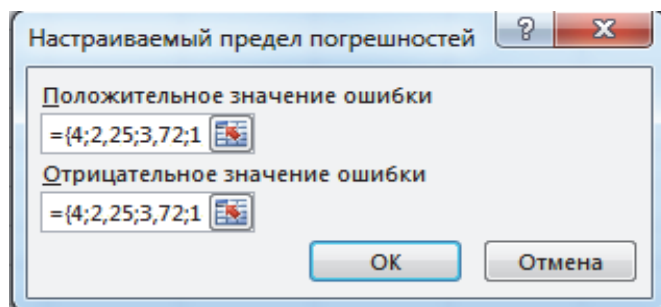 Настраиваемый предел погрешностей
Положительное значение ошибки
={4;2,25;3,72;1
Отрицательное значение ошибки
={4;2,25;3,72;1
ОК Отмена